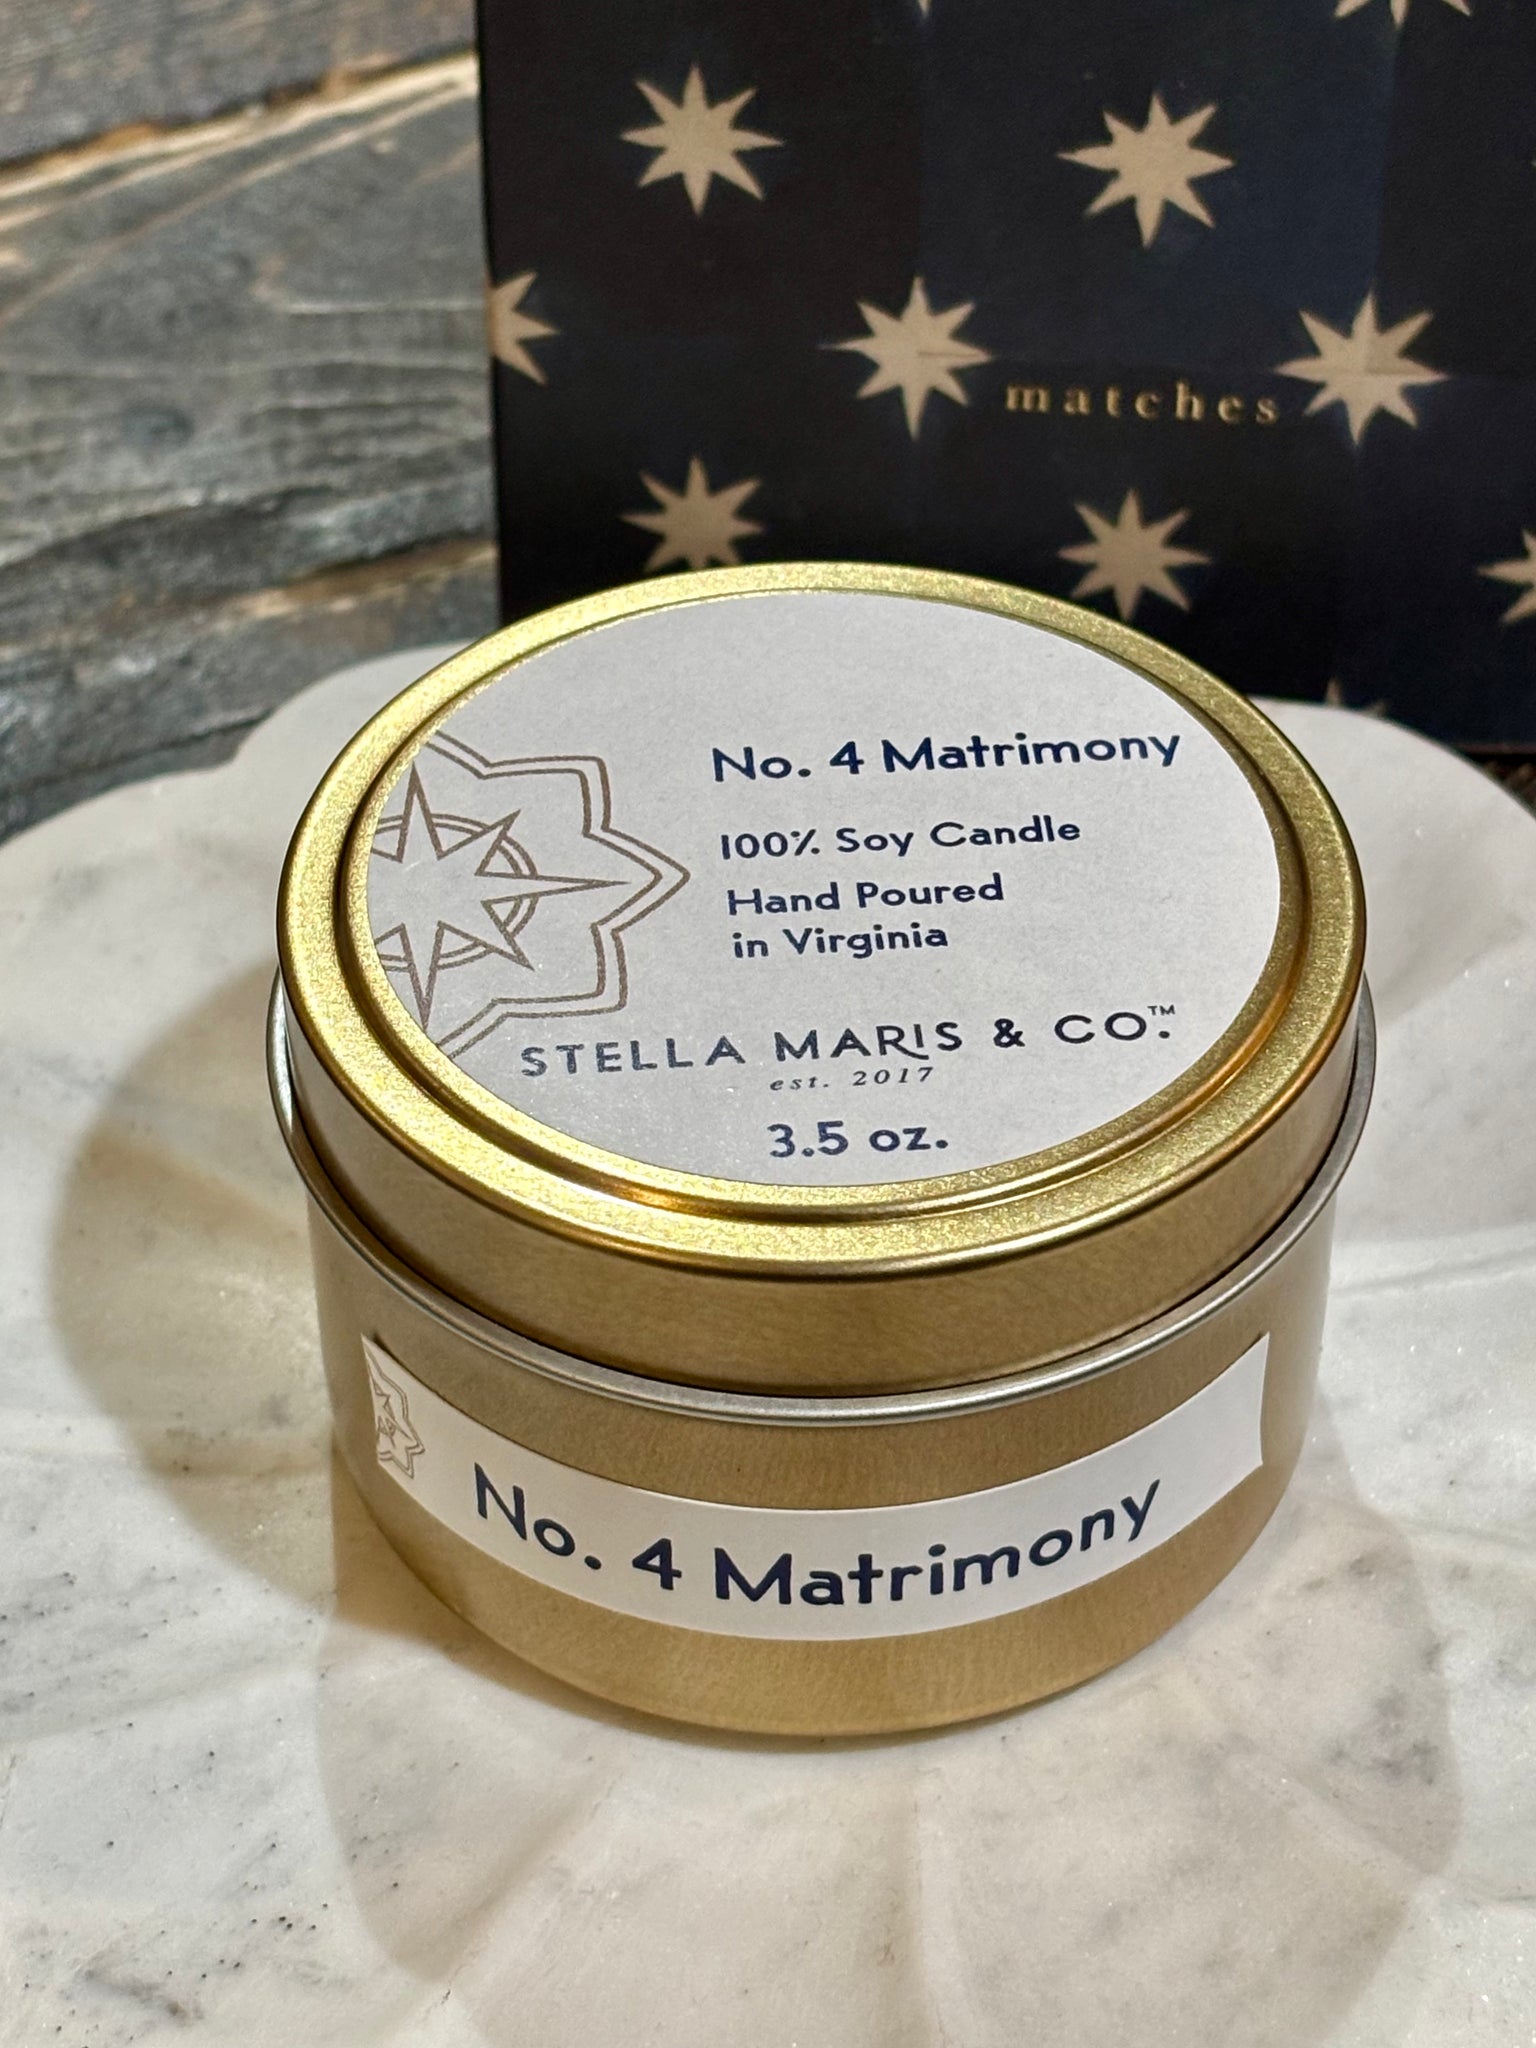 matches
No. 4 Matrimony
100% Soy Candle
Hand Poured
in Virginia
STELLA MARIS & CO.™
est. 2017
3.5 oz.
No. 4 Matrimony